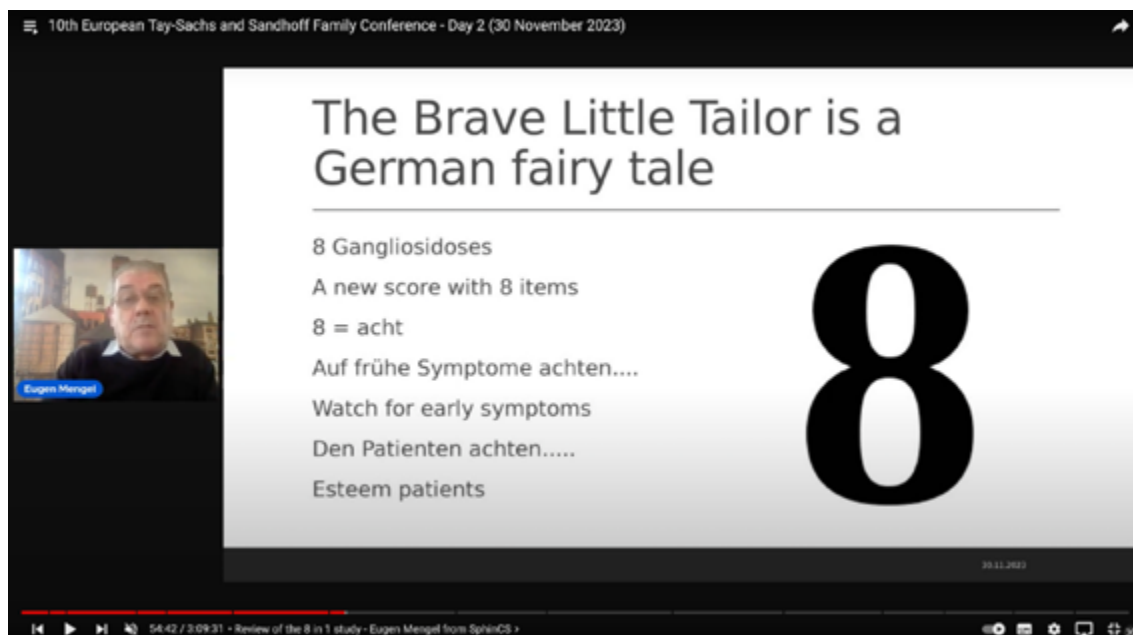 10th European Tay-Sachs and Sandhoff Family Conference - Day 2 (30 November 2023)
The Brave Little Tailor is a
German fairy tale
8 Gangliosidoses
A new score with 8 items
8 = acht
Auf frühe Symptome achten....
Watch for early symptoms
Den Patienten achten.....
Esteem patients
8
Eugen Mengel
30.11.2023
54:42 / 3:09:31 • Review of the 8 in 1 study - Eugen Mengel from SphinCS >